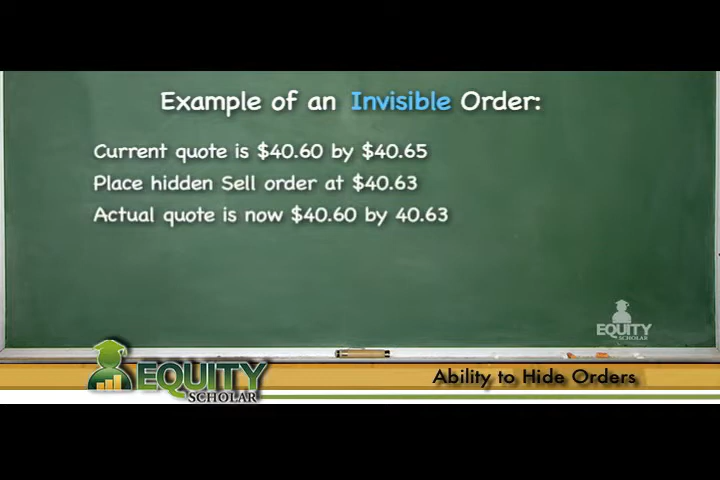 Example of an Invisible Order:
Current quote is $40.60 by $40.65
Place hidden Sell order at $40.63
Actual quote is now $40.60 by 40.63
EQUITY
SCHOLAR
EQUITY
SCHOLAR
Ability to Hide Orders